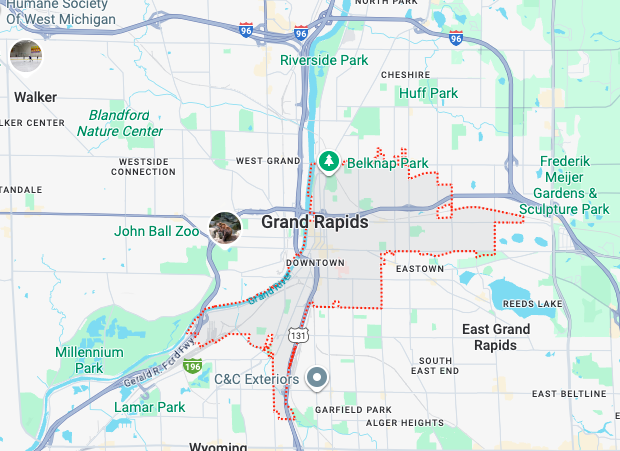 Humane Society
Of West Michigan
96
NORTH PARK
96
Riverside Park
Walker
CHESHIRE
Huff Park
Blandford
Nature Center
LKER CENTER
WEST GRAND
Belknap Park
WESTSIDE
CONNECTION
Frederik
Meijer
Gardens &
Sculpture Park
TANDALE
John Ball Zoo
Grand Rapids
DOWNTOWN
EASTOWN
Grand River
REEDS LAKE
131
East Grand
Rapids
Millennium
Park
Gerald R. Ford Fwy
196
SOUTH
EAST END
C&C Exteriors
EAST BELTLINE
Lamar Park
GARFIELD PARK
ALGER HEIGHTS
Wyoming